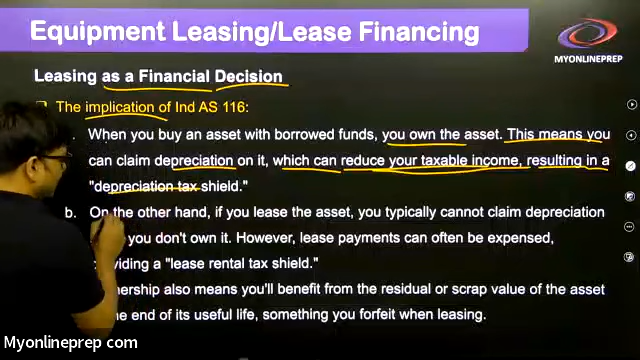 Equipment Leasing/Lease Financing
MYONLINEPREP
Leasing as a Financial Decision
The implication of Ind AS 116:
When you buy an asset with borrowed funds, you own the asset. This means you
can claim depreciation on it, which can reduce your taxable income, resulting in a
"depreciation tax shield."
b. On the other hand, if you lease the asset, you typically cannot claim depreciation
you don't own it. However, lease payments can often be expensed,
a "lease rental tax shield."
also means you'll benefit from the residual or scrap value of the asset
end of its useful life, something you forfeit when leasing.
Myonlineprep.com